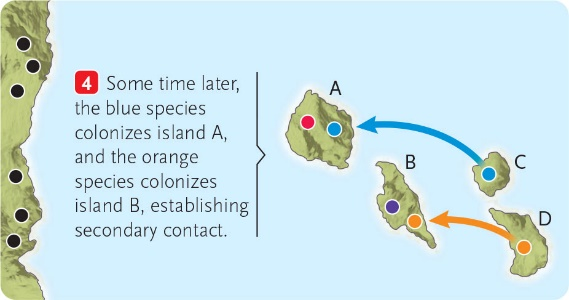 4 Some time later,
the blue species
colonizes island A,
and the orange
species colonizes
island B, establishing
secondary contact.
A
B
C
D